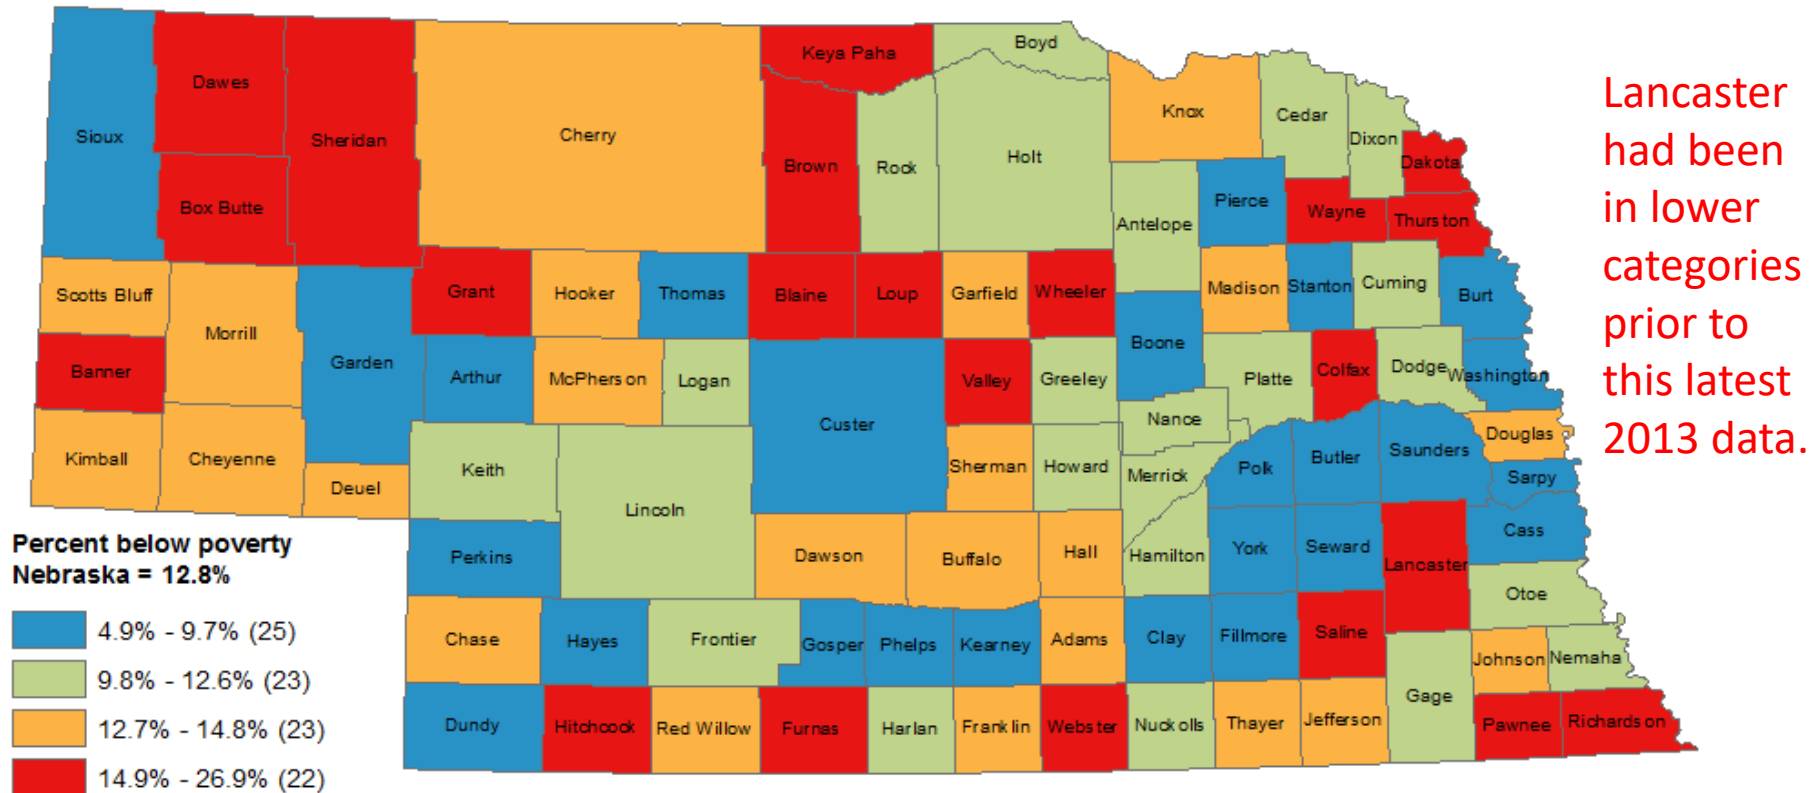 Keya Paha
Boyd
Dawes
Sioux
Sheridan
Cherry
Brown
Rock
Holt
Knox
Cedar
Dixon
Dakota
Box Butte
Antelope
Pierce
Wayne
Thurston
Scotts Bluff
Morrill
Grant
Hooker
Thomas
Blaine
Loup
Garfield
Wheeler
Madison
Stanton
Cuming
Burt
Banner
Garden
Arthur
McPherson
Logan
Custer
Valley
Greeley
Boone
Platte
Colfax
Dodge
Washington
Nance
Kimball
Cheyenne
Deuel
Keith
Lincoln
Sherman
Howard
Merrick
Polk
Butler
Saunders
Douglas
Sarpy
Perkins
Dawson
Buffalo
Hall
Hamilton
York
Seward
Lancaster
Cass
Otoe
Chase
Hayes
Frontier
Gosper
Phelps
Kearney
Adams
Clay
Fillmore
Saline
Johnson
Nemaha
Dundy
Hitchcock
Red Willow
Furnas
Harlan
Franklin
Webster
Nuckolls
Thayer
Jefferson
Gage
Pawnee
Richardson
Lancaster
had been
in lower
categories
prior to
this latest
2013 data.
Percent below poverty
Nebraska = 12.8%
4.9% - 9.7% (25)
9.8% - 12.6% (23)
12.7% - 14.8% (23)
14.9% - 26.9% (22)